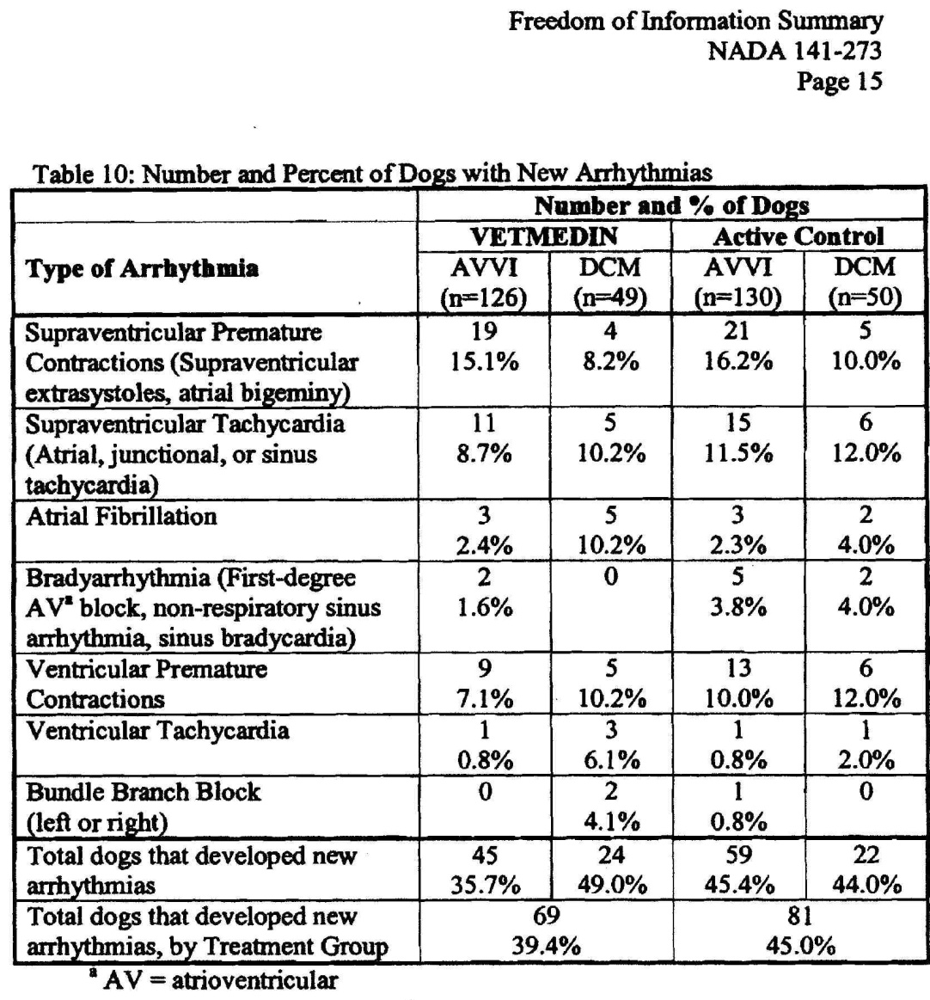 Freedom of Information Summary
NADA 141-273
Page 15
Table 10: Number and Percent of Dogs with New Arrhythmias
Number and % of Dogs
VETMEDIN Active Control
Type of Arrhythmia AVVI DCM AVVI DCM
(n=126) (n=49) (n=130) (n=50)
Supraventricular Premature 19 4 21 5
Contractions (Supraventricular 15.1% 8.2% 16.2% 10.0%
extrasystoles, atrial bigeminy)
Supraventricular Tachycardia 11 5 15 6
(Atrial, junctional, or sinus 8.7% 10.2% 11.5% 12.0%
tachycardia)
Atrial Fibrillation 3 5 3 2
2.4% 10.2% 2.3% 4.0%
Bradyarrhythmia (First-degree 2 0 5 2
AVª block, non-respiratory sinus 1.6% 3.8% 4.0%
arrhythmia, sinus bradycardia)
Ventricular Premature 9 5 13 6
Contractions 7.1% 10.2% 10.0% 12.0%
Ventricular Tachycardia 1 3 1 1
0.8% 6.1% 0.8% 2.0%
Bundle Branch Block 0 2 1 0
(left or right) 4.1% 0.8%
Total dogs that developed new 45 24 59 22
arrhythmias 35.7% 49.0% 45.4% 44.0%
Total dogs that developed new 69 81
arrhythmias, by Treatment Group 39.4% 45.0%
ª AV = atrioventricular